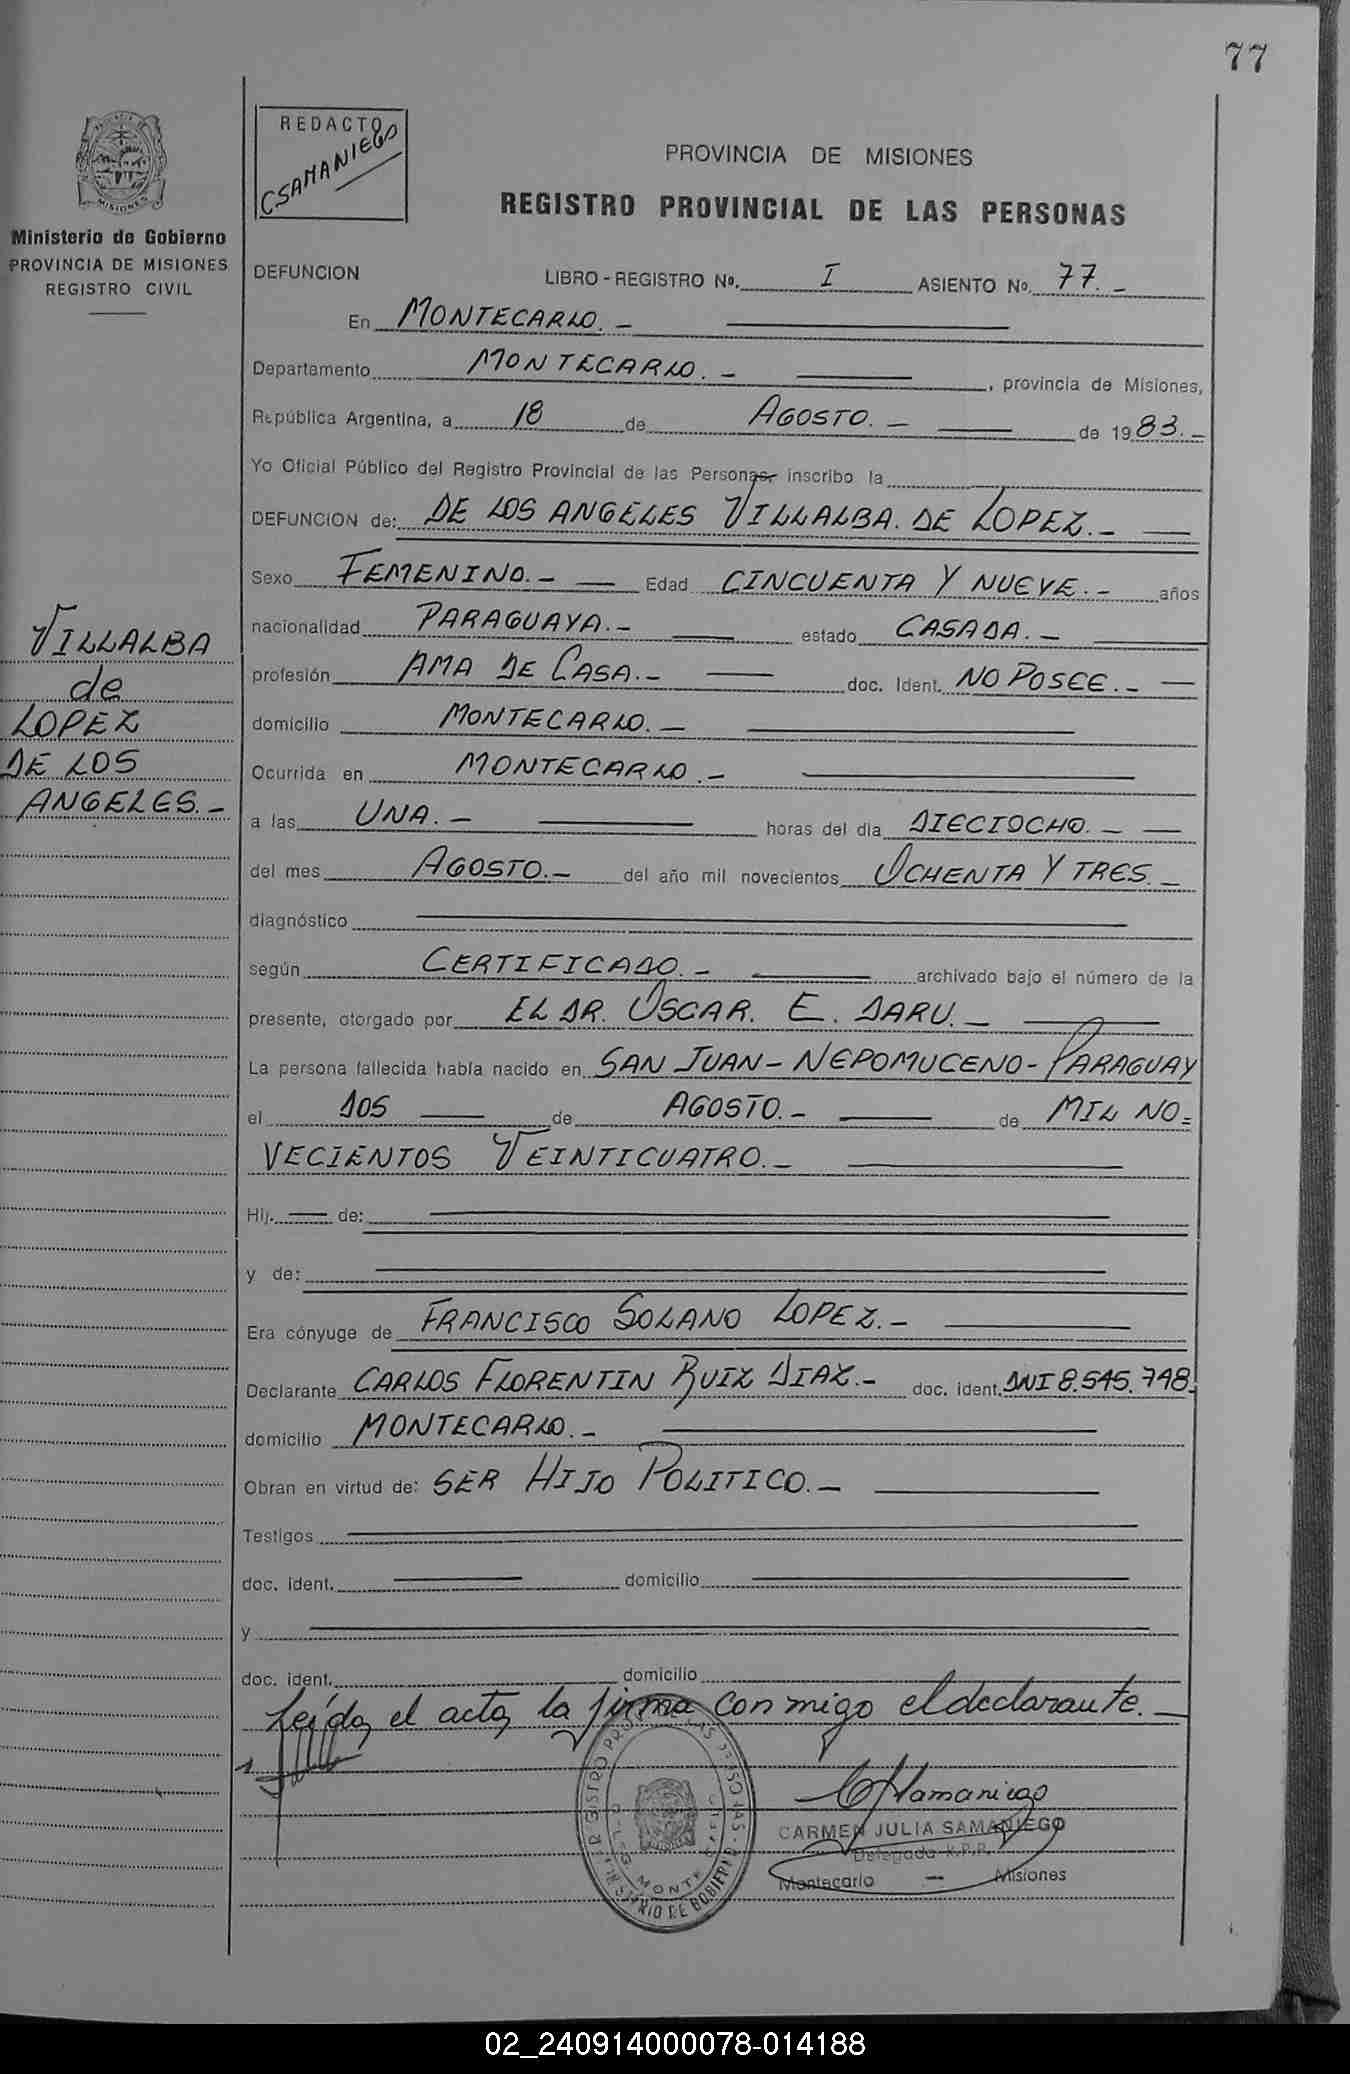 77
REDACTO
CSAMANIEGO
PROVINCIA DE MISIONES
REGISTRO PROVINCIAL DE LAS PERSONAS
MISIONES
Ministerio de Gobierno
PROVINCIA DE MISIONES
REGISTRO CIVIL
DEFUNCION LIBRO - REGISTRO Nº. I ASIENTO Nº. 77. -
En MONTECARLO. -
Departamento MONTECARLO. - , provincia de Misiones,
República Argentina, a 18 de AGOSTO. - de 1983. -
Yo Oficial Público del Registro Provincial de las Personas, inscribo la
DEFUNCION de: DE LOS ANGELES VILLALBA. DE LOPEZ. -
Sexo FEMENINO. - Edad CINCUENTA Y NUEVE. - años
nacionalidad PARAGUAYA. - estado CASADA. -
profesión AMA DE CASA. - doc. Ident. NO POSEE. -
domicilio MONTECARLO. -
Ocurrida en MONTECARLO. -
a las UNA. - horas del día DIECIOCHO. -
del mes AGOSTO. - del año mil novecientos OCHENTA Y TRES. -
diagnóstico
según CERTIFICADO. - archivado bajo el número de la
presente, otorgado por EL DR. OSCAR. E. DARU. -
La persona fallecida había nacido en SAN JUAN - NEPOMUCENO - PARAGUAY
el DOS de AGOSTO. - de MIL NO=
VECIENTOS VEINTICUATRO. -
Hij. de:
y de:
Era cónyuge de FRANCISCO SOLANO LOPEZ. -
Declarante CARLOS FLORENTIN RUIZ DIAZ. - doc. ident. DNI 8.545.748.
domicilio MONTECARLO. -
Obran en virtud de: SER HIJO POLITICO. -
Testigos
doc. ident. domicilio
y
doc. ident. domicilio
Leída el acta, la firma conmigo el declarante. -
VILLALBA
de
LOPEZ
DE LOS
ANGELES. -
CSamaniego
CARMEN JULIA SAMANIEGO
Delegada R.P.P.
Montecarlo - Misiones
02_240914000078-014188